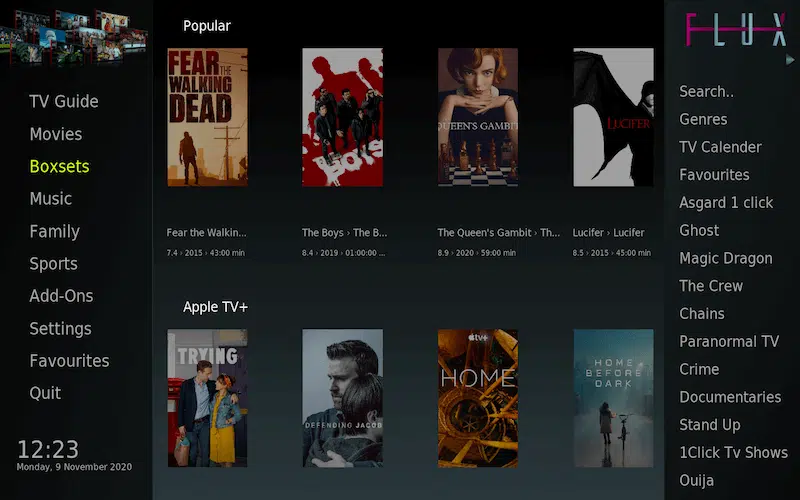 TV Guide
Movies
Boxsets
Music
Family
Sports
Add-Ons
Settings
Favourites
Quit
12:23
Monday, 9 November 2020
Popular
FEAR THE
WALKING
DEAD
BOYS
QUEEN'S GAMBIT
LUCIFER
Fear the Walkin...
The Boys › The B...
The Queen's Gambit › Th...
Lucifer › Lucifer
7.4 › 2015 › 43:00 min
8.4 › 2019 › 01:00:00 ...
8.9 › 2020 › 59:00 min
8.5 › 2015 › 45:00 min
Apple TV+
TRYING
DEFENDING JACOB
tv+
HOME
HOME
BEFORE
DARK
FLUX
Search..
Genres
TV Calender
Favourites
Asgard 1 click
Ghost
Magic Dragon
The Crew
Chains
Paranormal TV
Crime
Documentaries
Stand Up
1Click Tv Shows
Ouija